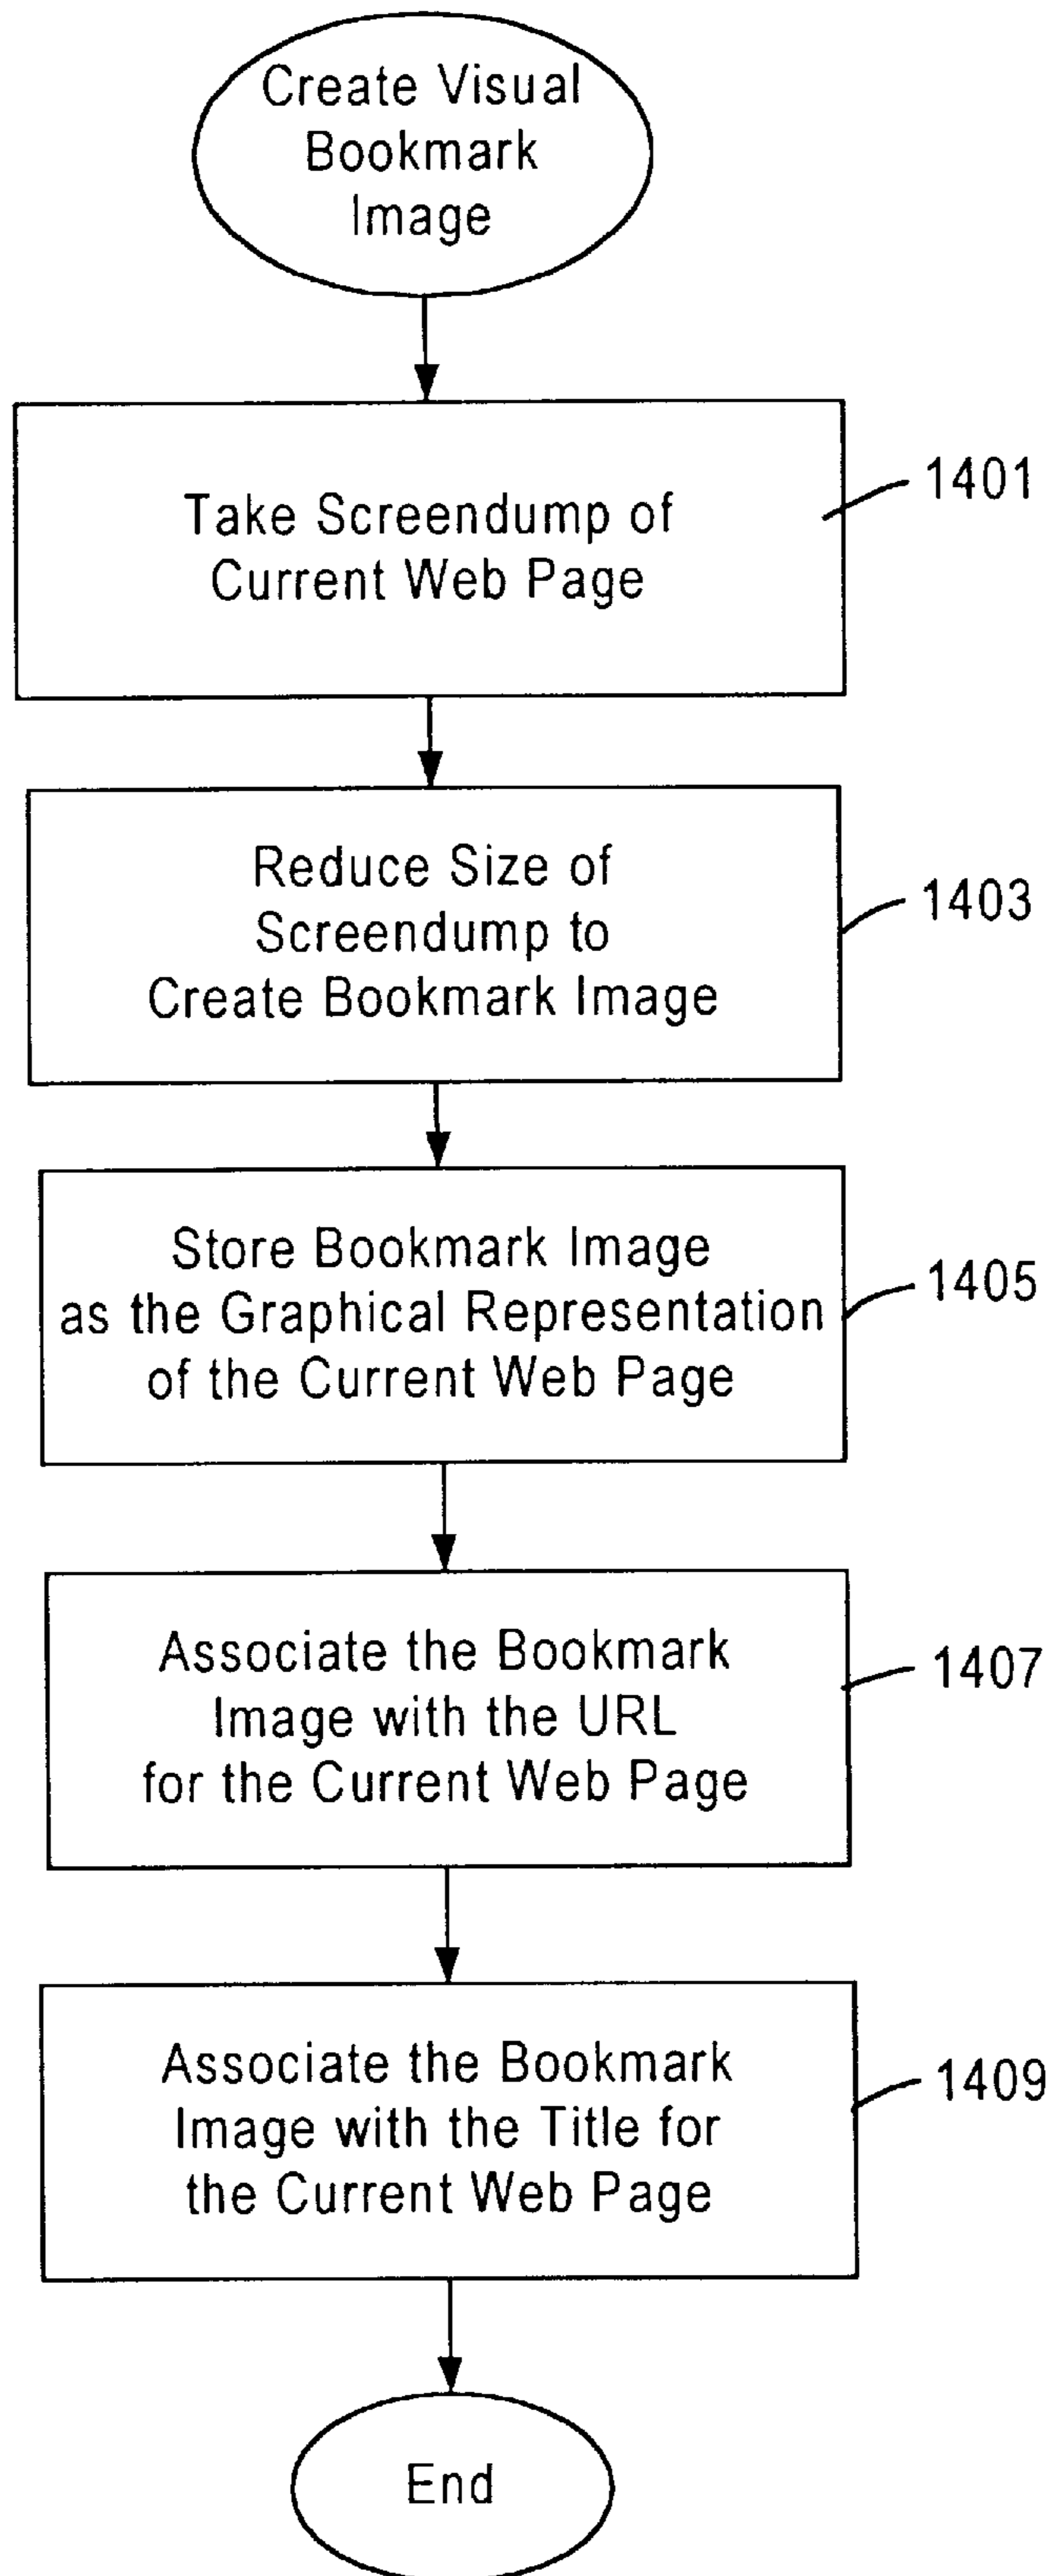 Create Visual
Bookmark
Image
Take Screendump of
Current Web Page
1401
Reduce Size of
Screendump to
Create Bookmark Image
1403
Store Bookmark Image
as the Graphical Representation
of the Current Web Page
1405
Associate the Bookmark
Image with the URL
for the Current Web Page
1407
Associate the Bookmark
Image with the Title for
the Current Web Page
1409
End